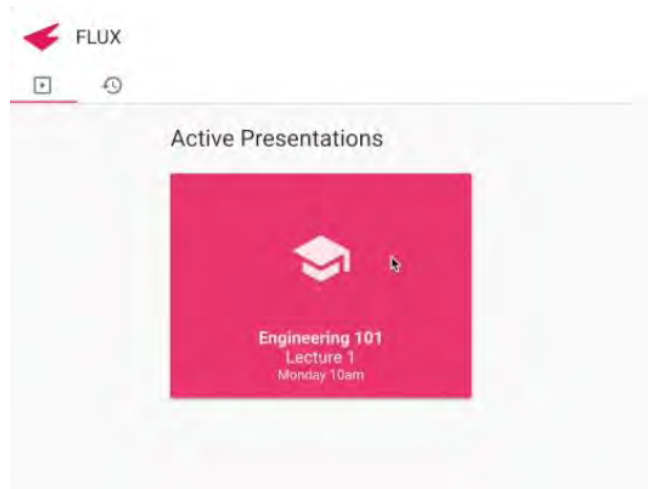 FLUX
Active Presentations
Engineering 101
Lecture 1
Monday 10am